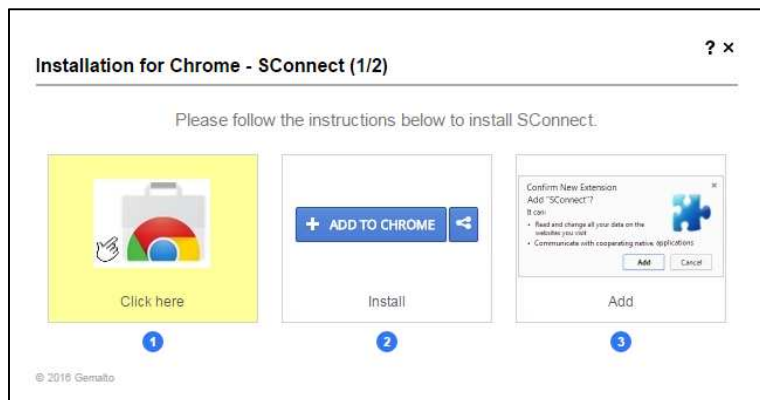 ? ×
Installation for Chrome - SConnect (1/2)
Please follow the instructions below to install SConnect.
Click here
1
+ ADD TO CHROME
Install
2
Confirm New Extension ×
Add "SConnect"?
It can:
• Read and change all your data on the
websites you visit
• Communicate with cooperating native applications
Add Cancel
Add
3
© 2016 Gemalto